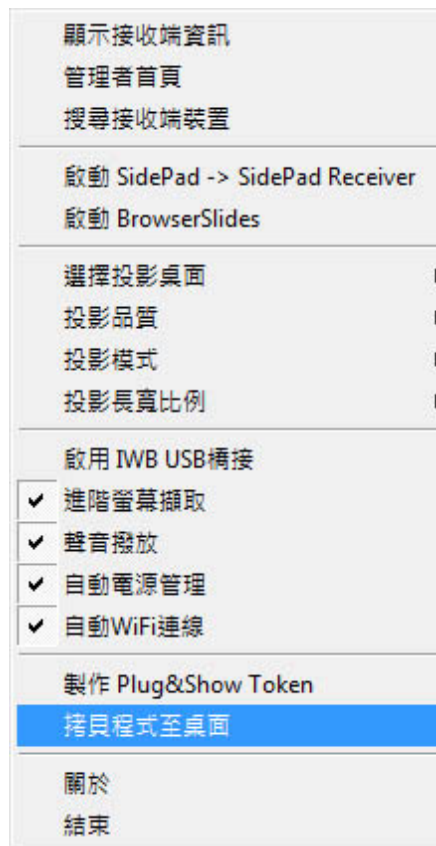 顯示接收端資訊
管理者首頁
搜尋接收端裝置
啟動 SidePad -> SidePad Receiver
啟動 BrowserSlides
選擇投影桌面
投影品質
投影模式
投影長寬比例
啟用 IWB USB橋接
進階螢幕擷取
聲音撥放
自動電源管理
自動WiFi連線
製作 Plug&Show Token
拷貝程式至桌面
關於
結束